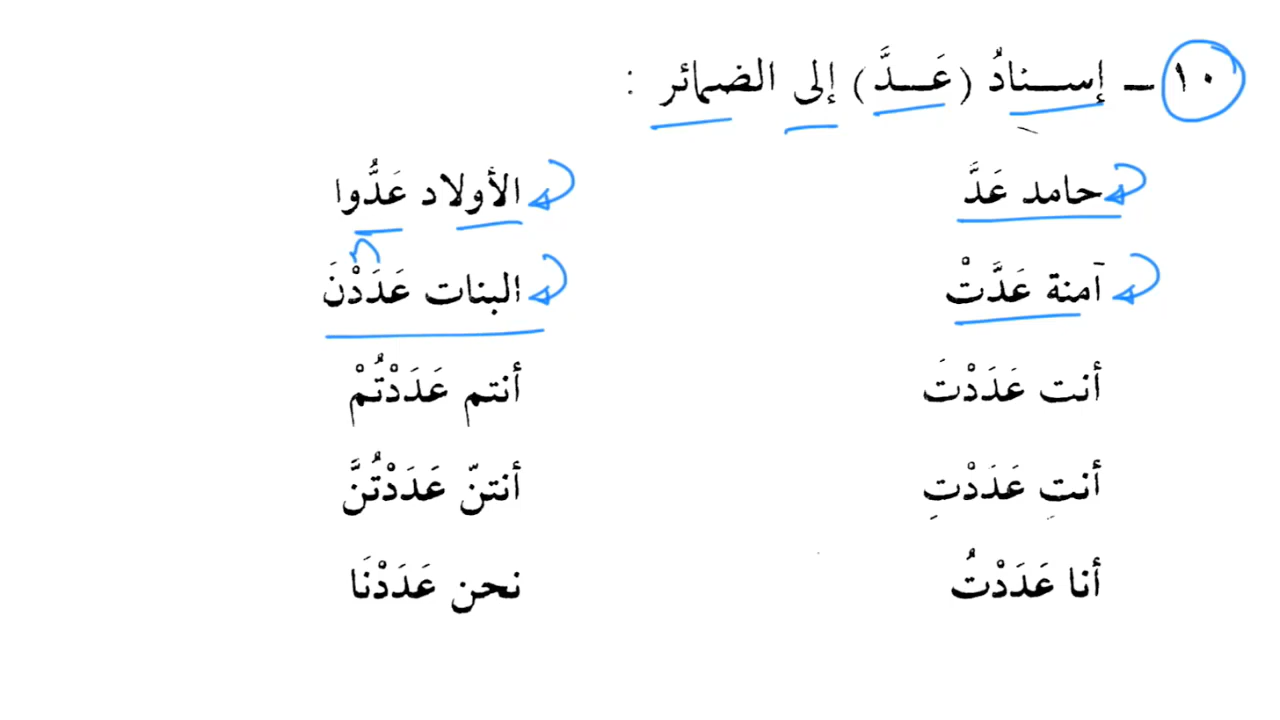 ١٠ ـ إسنادُ (عَدَّ) إلى الضمائر :
حامد عَدَّ الأولاد عَدُّوا
آمنة عَدَّتْ البنات عَدَدْنَ
أنت عَدَدْتَ أنتم عَدَدْتُمْ
أنتِ عَدَدْتِ أنتنّ عَدَدْتُنَّ
أنا عَدَدْتُ نحن عَدَدْنَا